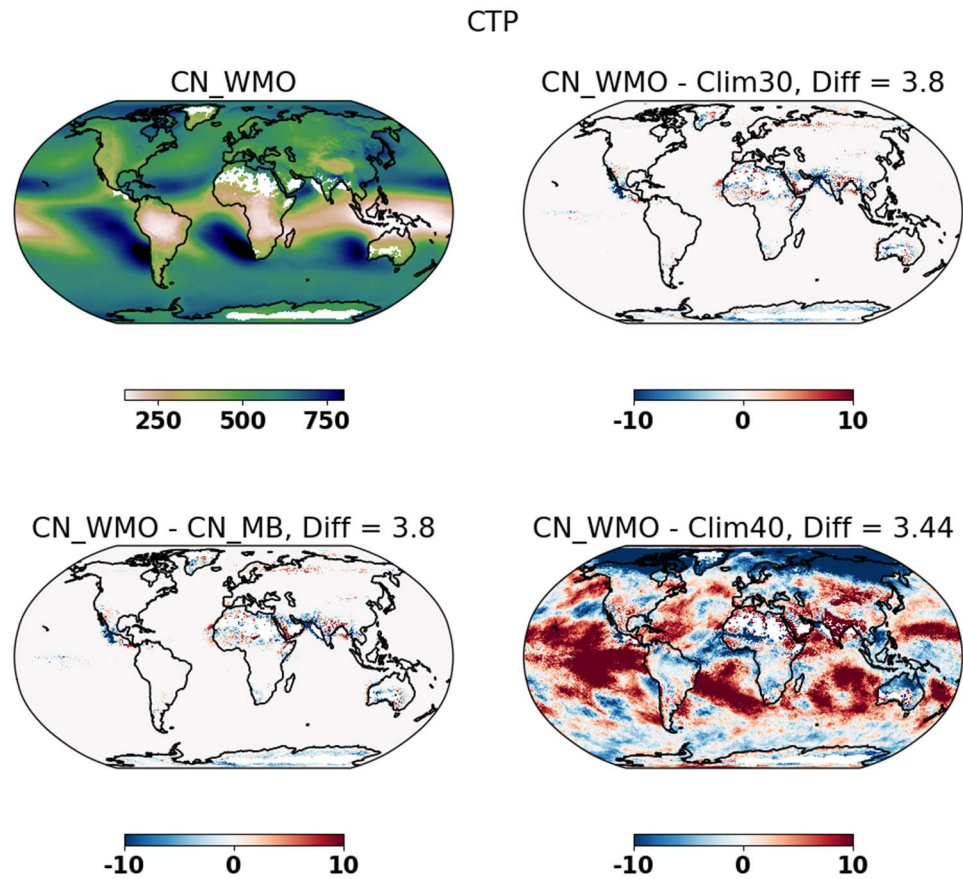 CTP
CN_WMO
CN_WMO - Clim30, Diff = 3.8
250 500 750
-10 0 10
CN_WMO - CN_MB, Diff = 3.8
CN_WMO - Clim40, Diff = 3.44
-10 0 10
-10 0 10